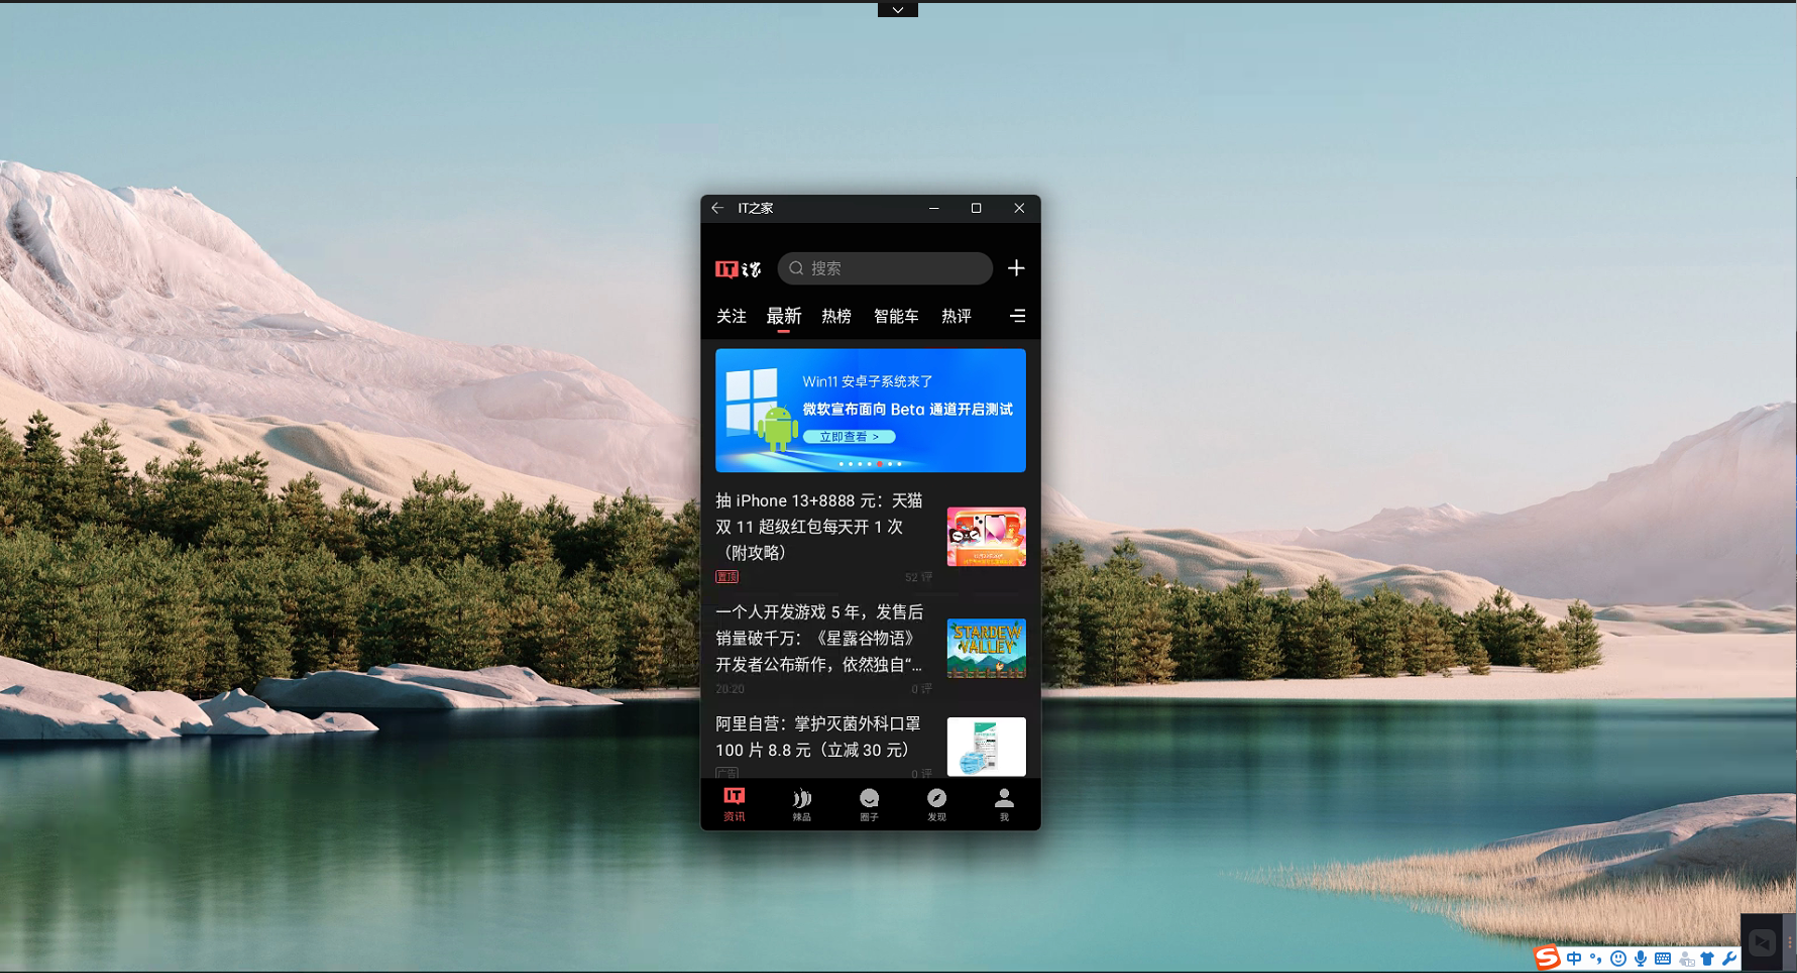 IT之家
搜索
关注 最新 热榜 智能车 热评
Win11 安卓子系统来了
微软宣布面向 Beta 通道开启测试
立即查看 >
抽 iPhone 13+8888 元：天猫
双 11 超级红包每天开 1 次
（附攻略）
置顶 52 评
一个人开发游戏 5 年，发售后
销量破千万：《星露谷物语》
开发者公布新作，依然独自“...
STARDEW
VALLEY
20:20 0 评
阿里自营：掌护灭菌外科口罩
100 片 8.8 元（立减 30 元）
广告 0 评
IT
资讯 辣品 圈子 发现 我
中